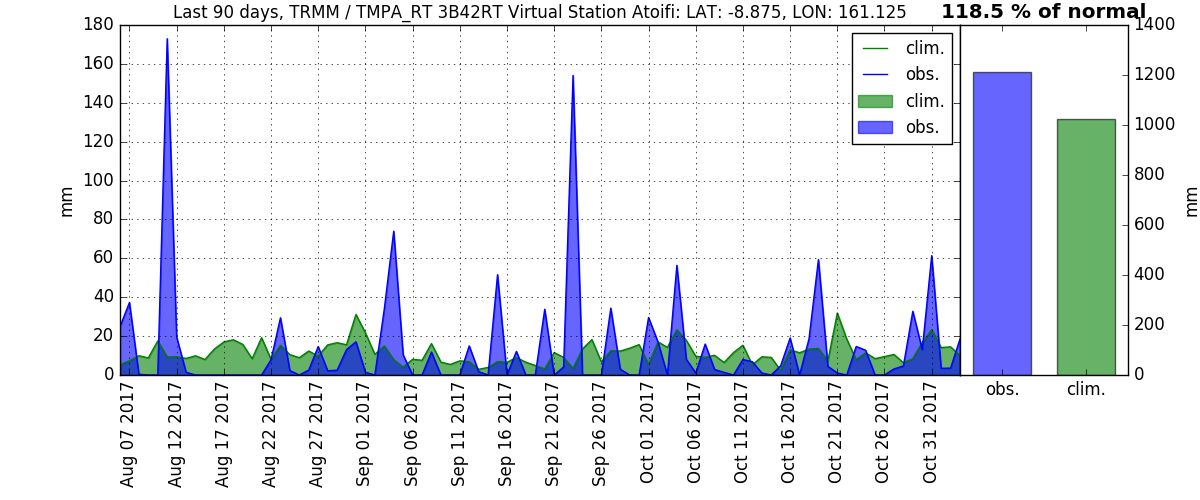 Last 90 days, TRMM / TMPA_RT 3B42RT Virtual Station Atoifi: LAT: -8.875, LON: 161.125
118.5 % of normal
180
160
140
120
100
80
60
40
20
0
mm
clim.
obs.
clim.
obs.
1400
1200
1000
800
600
400
200
0
mm
Aug 07 2017
Aug 12 2017
Aug 17 2017
Aug 22 2017
Aug 27 2017
Sep 01 2017
Sep 06 2017
Sep 11 2017
Sep 16 2017
Sep 21 2017
Sep 26 2017
Oct 01 2017
Oct 06 2017
Oct 11 2017
Oct 16 2017
Oct 21 2017
Oct 26 2017
Oct 31 2017
obs.
clim.